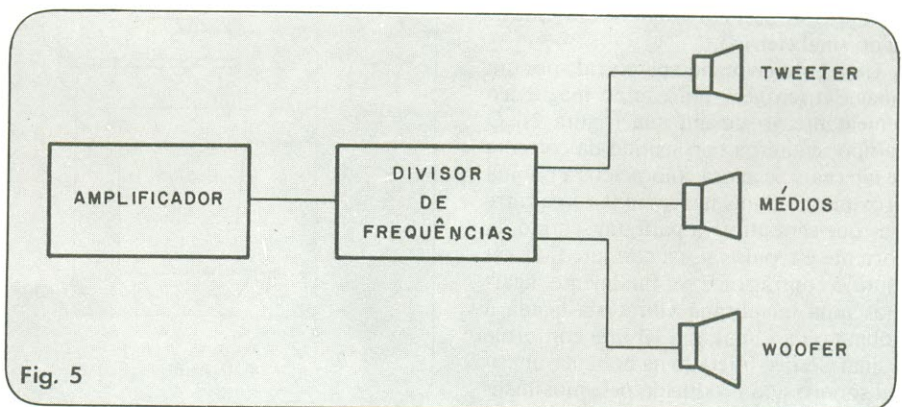 TWEETER
AMPLIFICADOR
DIVISOR
DE
FREQUÊNCIAS
MÉDIOS
WOOFER
Fig. 5